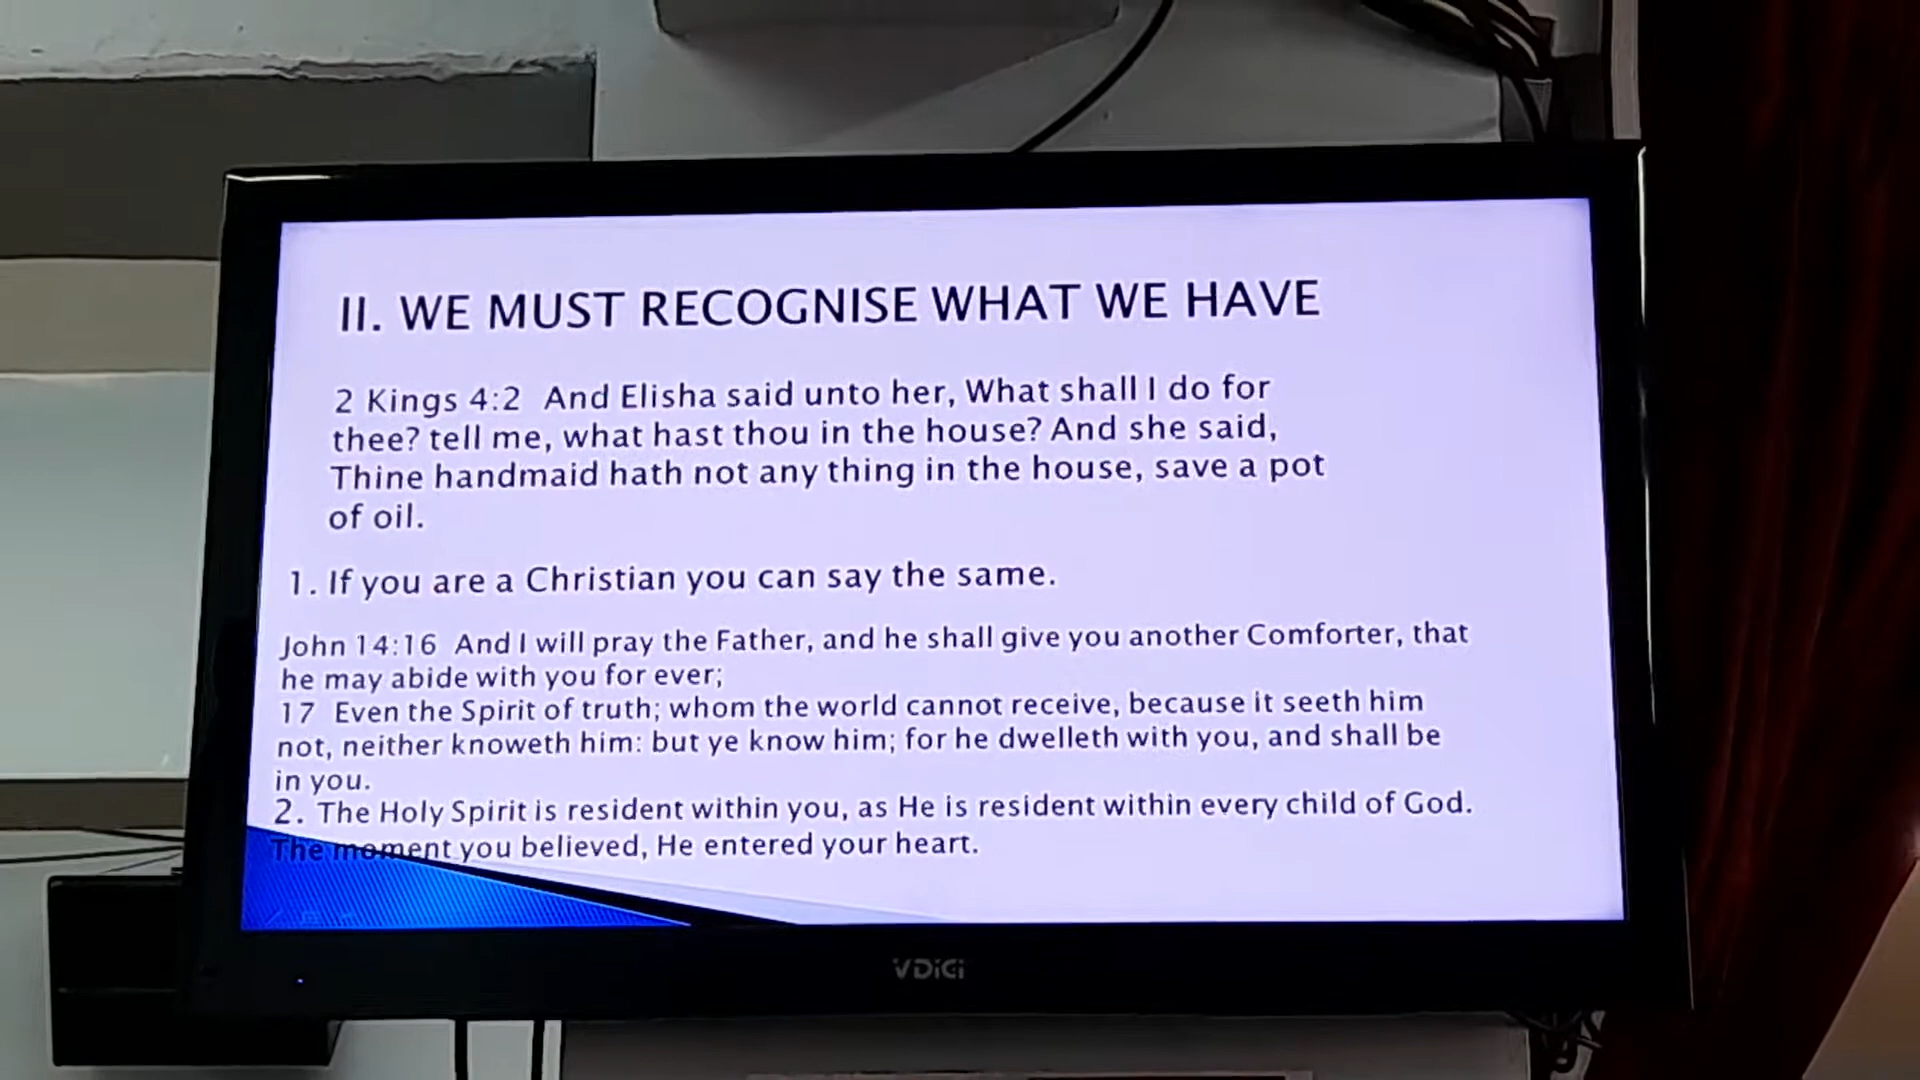 II. WE MUST RECOGNISE WHAT WE HAVE
2 Kings 4:2 And Elisha said unto her, What shall I do for
thee? tell me, what hast thou in the house? And she said,
Thine handmaid hath not any thing in the house, save a pot
of oil.
1. If you are a Christian you can say the same.
John 14:16 And I will pray the Father, and he shall give you another Comforter, that
he may abide with you for ever;
17 Even the Spirit of truth; whom the world cannot receive, because it seeth him
not, neither knoweth him: but ye know him; for he dwelleth with you, and shall be
in you.
2. The Holy Spirit is resident within you, as He is resident within every child of God.
The moment you believed, He entered your heart.
VDiGi